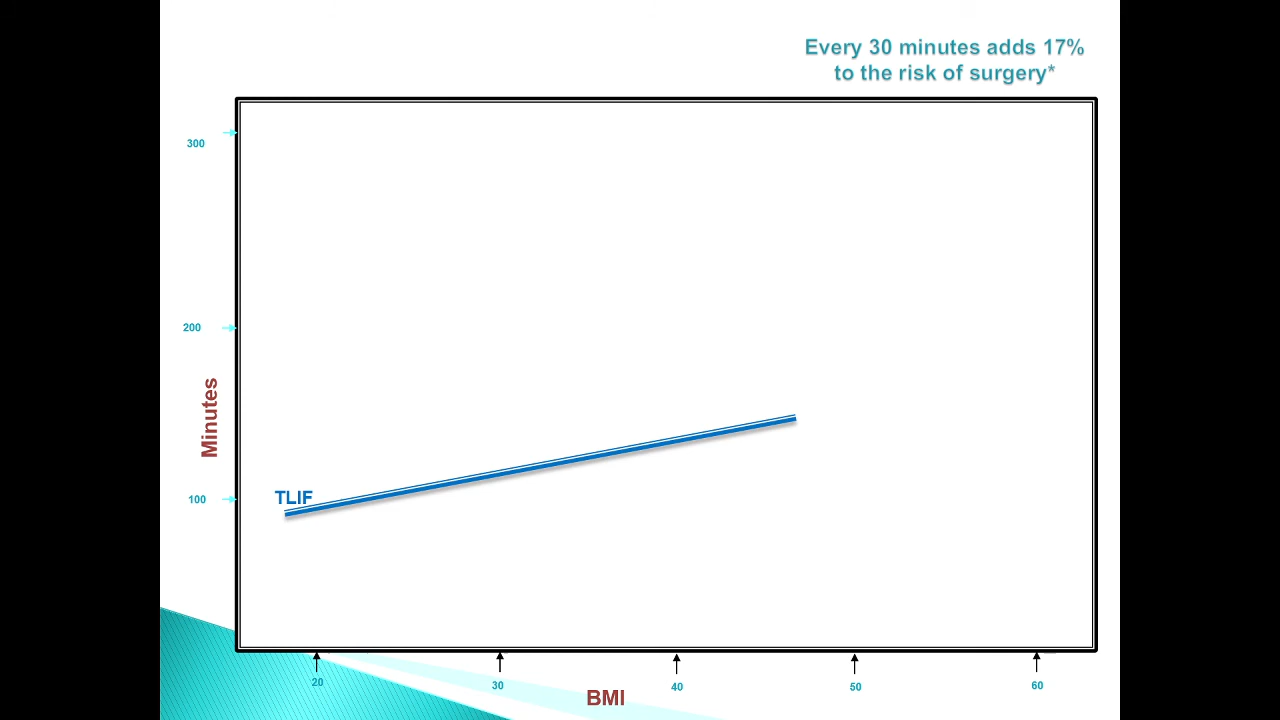 Every 30 minutes adds 17%
to the risk of surgery*
300
200
Minutes
TLIF
100
20
30
40
50
60
BMI